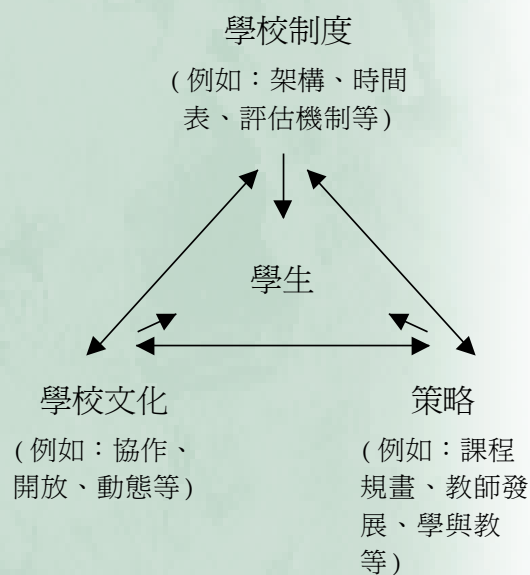 學校制度
(例如：架構、時間
表、評估機制等)
學生
學校文化
(例如：協作、
開放、動態等)
策略
(例如：課程
規畫、教師發
展、學與教
等)